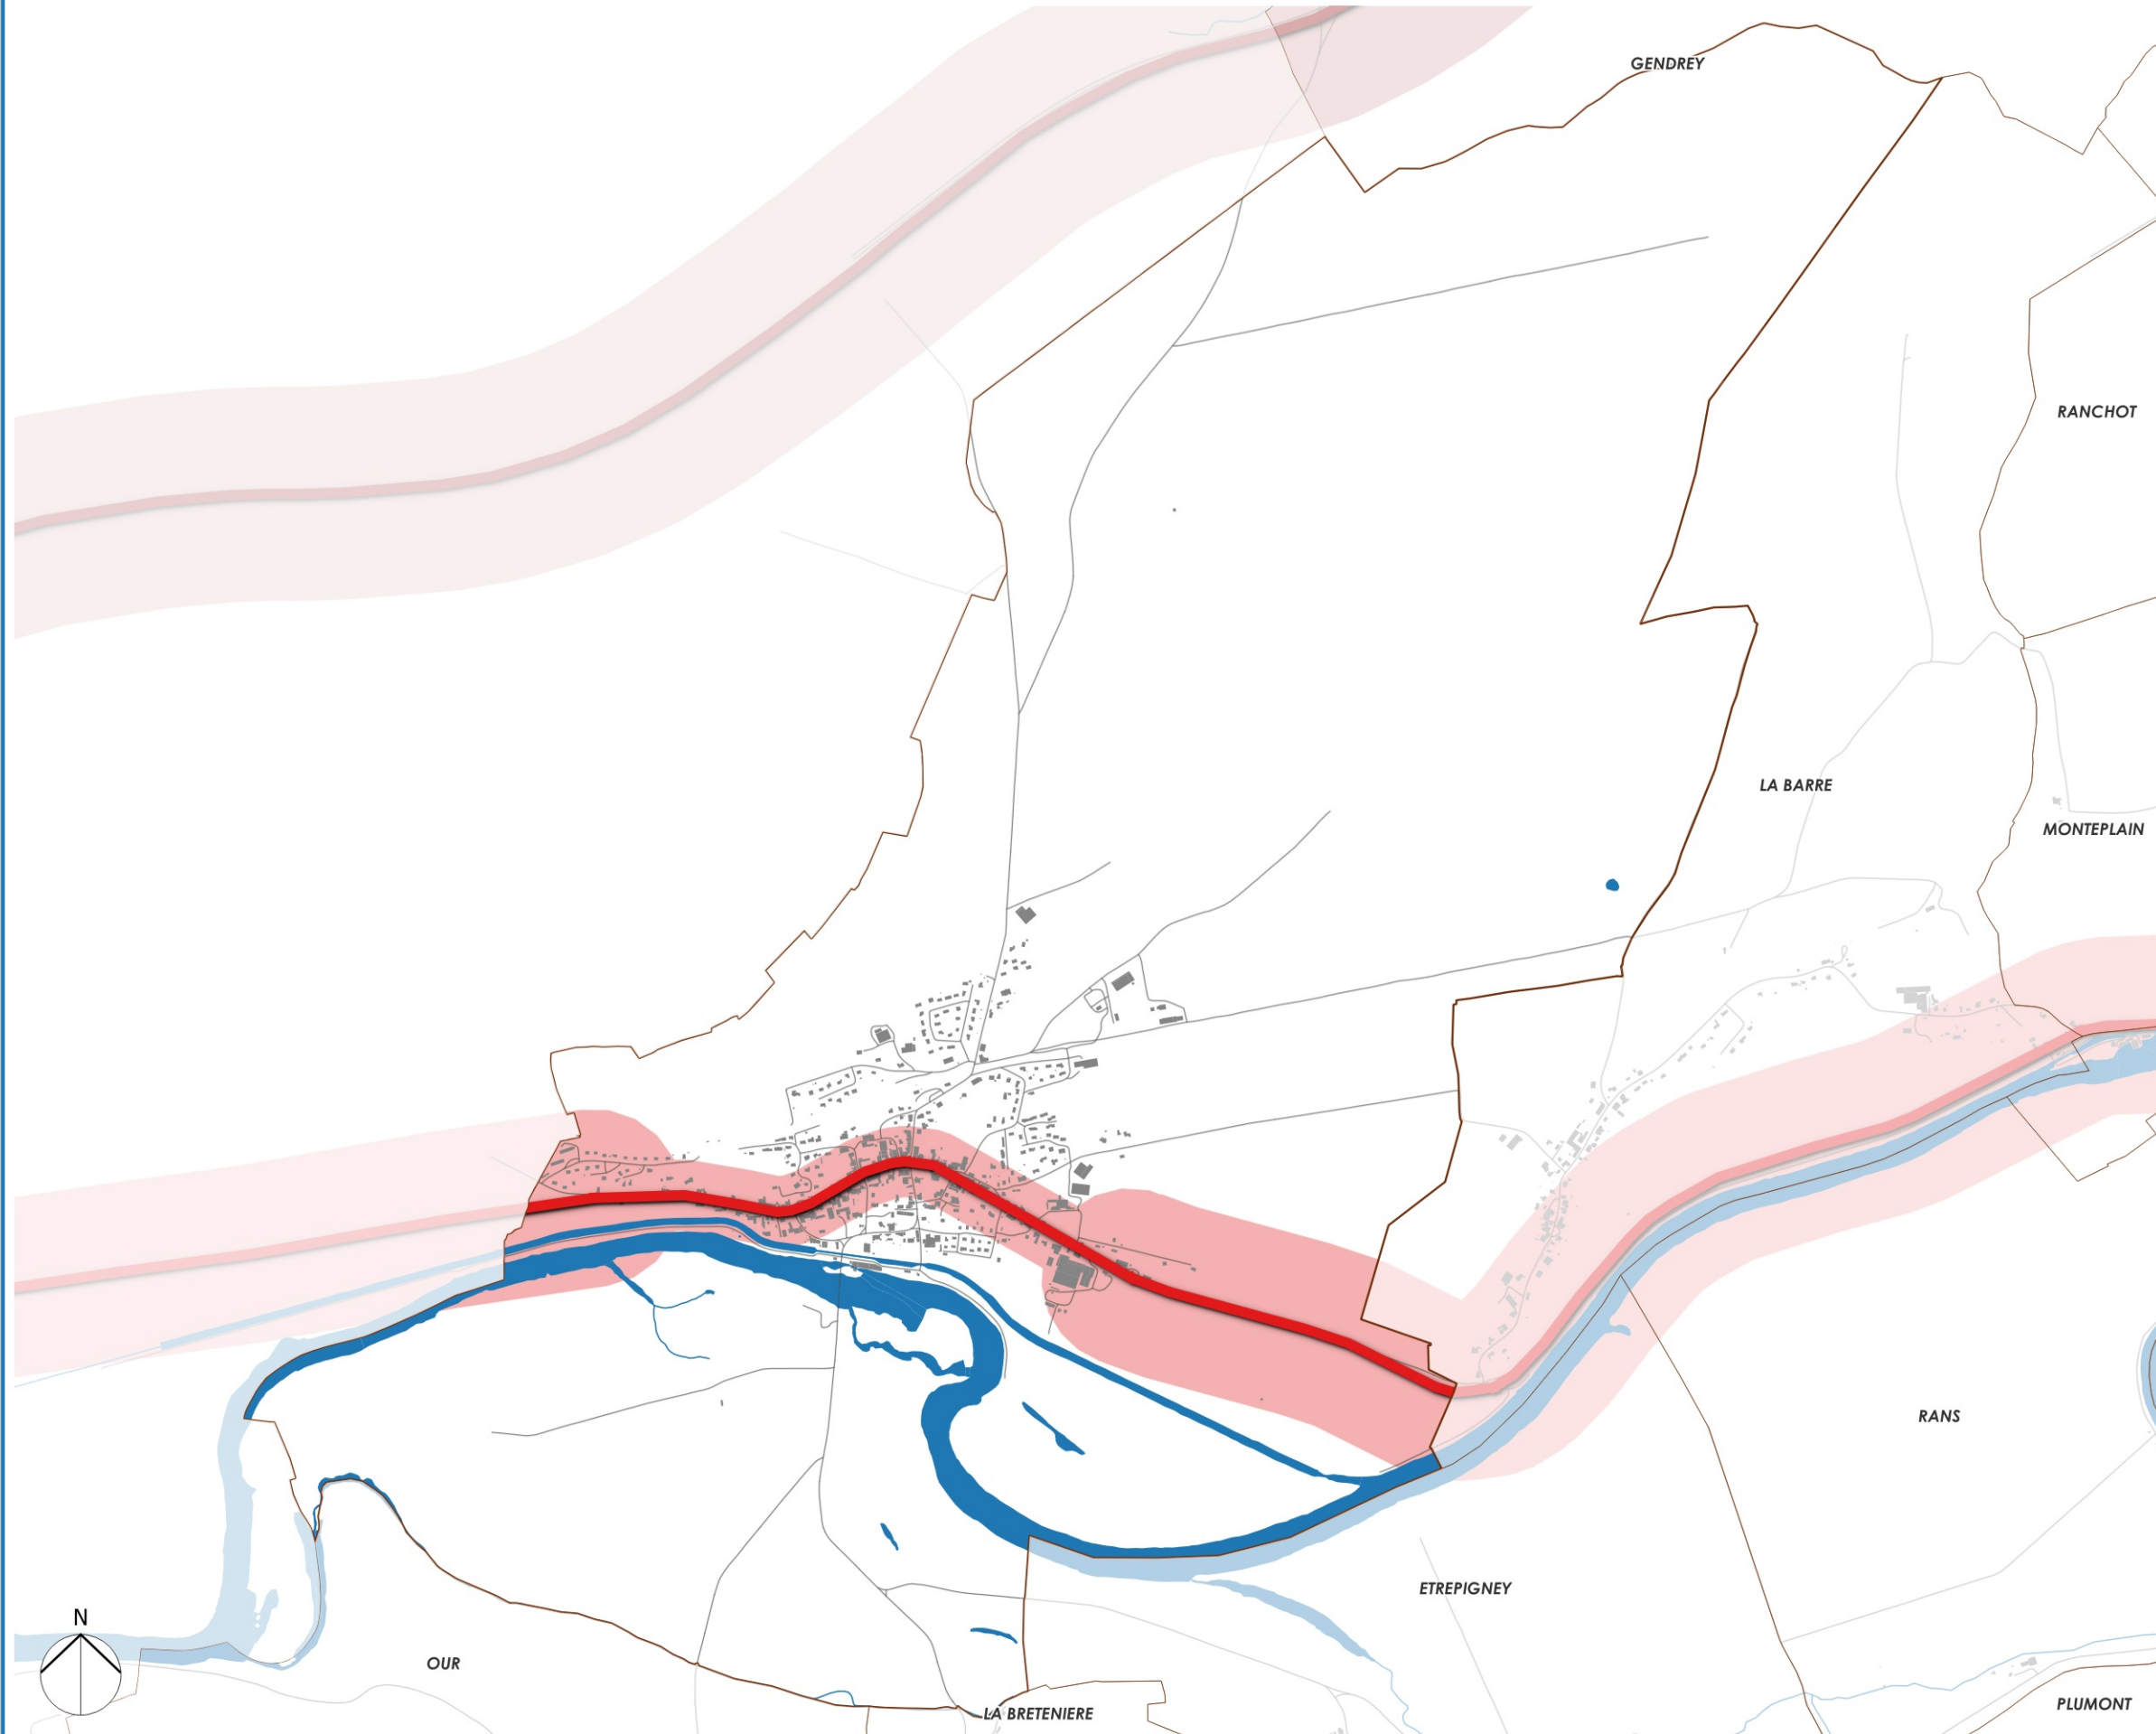 GENDREY
RANCHOT
LA BARRE
MONTEPLAIN
RANS
ETREPIGNEY
N
OUR
LA BRETENIERE
PLUMONT